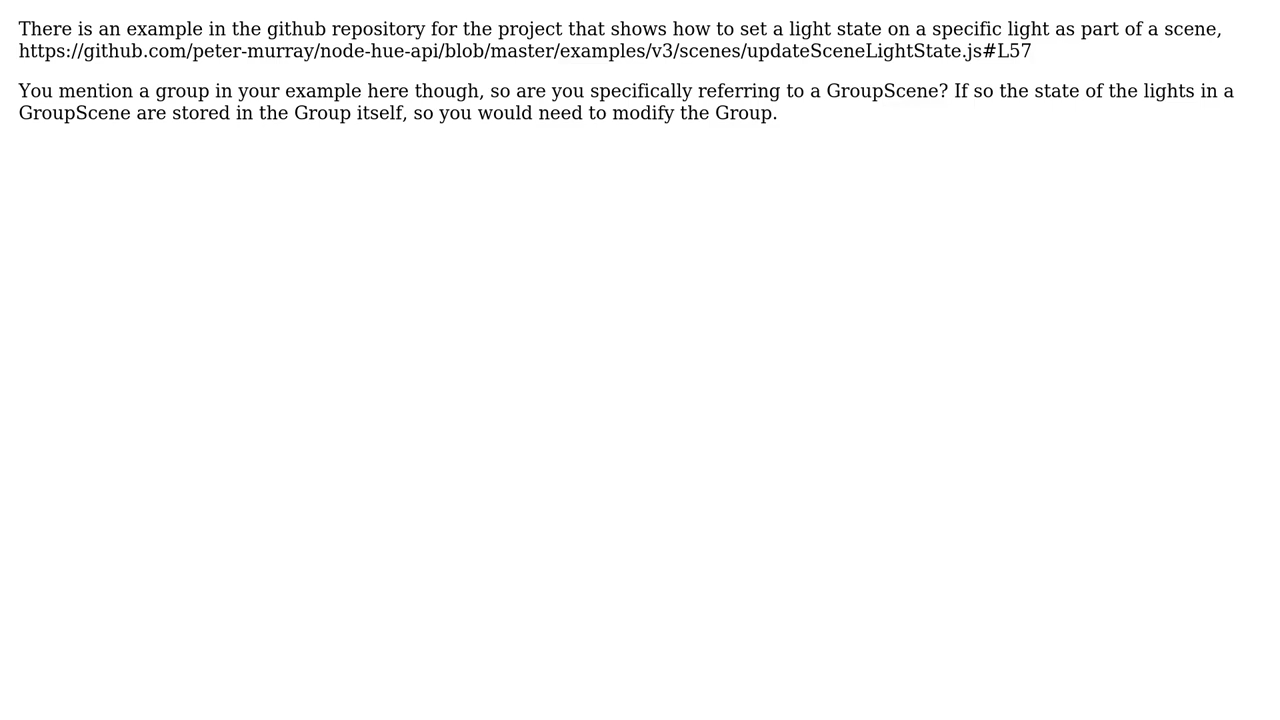 There is an example in the github repository for the project that shows how to set a light state on a specific light as part of a scene,
https://github.com/peter-murray/node-hue-api/blob/master/examples/v3/scenes/updateSceneLightState.js#L57
You mention a group in your example here though, so are you specifically referring to a GroupScene? If so the state of the lights in a
GroupScene are stored in the Group itself, so you would need to modify the Group.